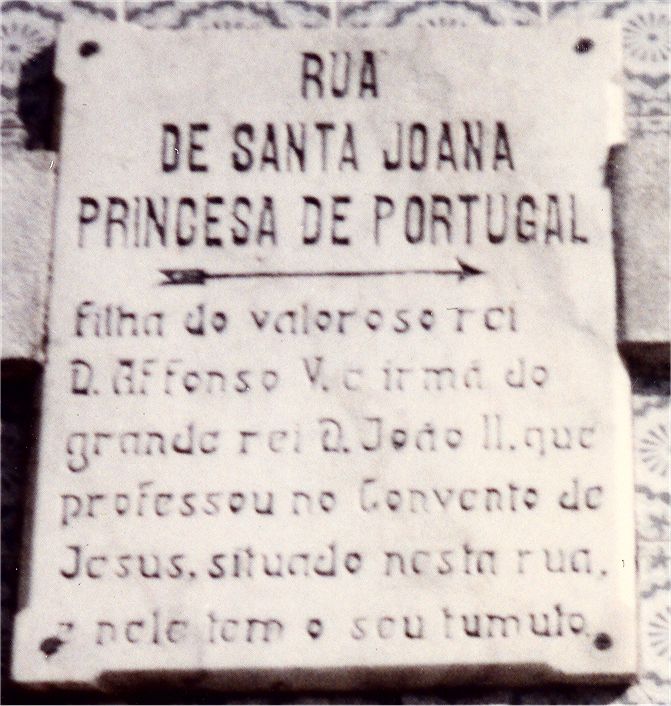 RUA
DE SANTA JOANA
PRINCESA DE PORTUGAL
filha do valoroso rei
D. Affonso V. e irmã do
grande rei D. João II. que
professou no Convento de
Jesus, situado nesta rua,
e nele tem o seu tumulo.